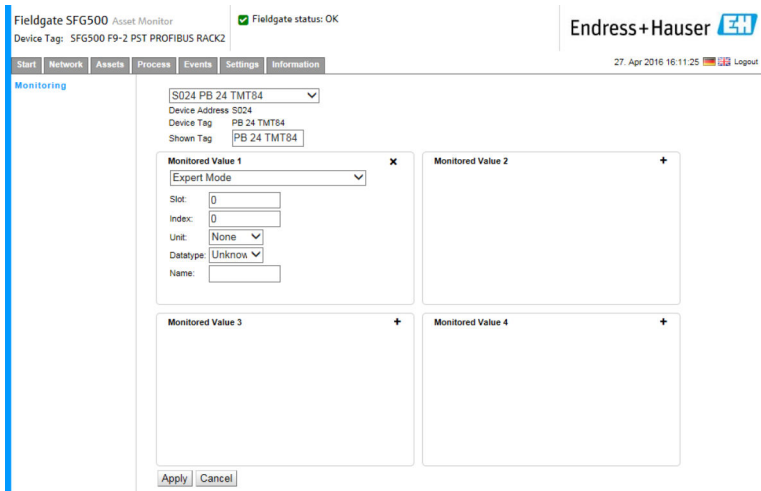 Fieldgate SFG500 Asset Monitor
Device Tag: SFG500 F9-2 PST PROFIBUS RACK2
Fieldgate status: OK
Endress+Hauser EH
Start Network Assets Process Events Settings Information
27. Apr 2016 16:11:25 Logout
Monitoring
S024 PB 24 TMT84
Device Address S024
Device Tag PB 24 TMT84
Shown Tag PB 24 TMT84
Monitored Value 1 ×
Expert Mode
Slot: 0
Index: 0
Unit: None
Datatype: Unknow
Name:
Monitored Value 2 +
Monitored Value 3 +
Monitored Value 4 +
Apply Cancel